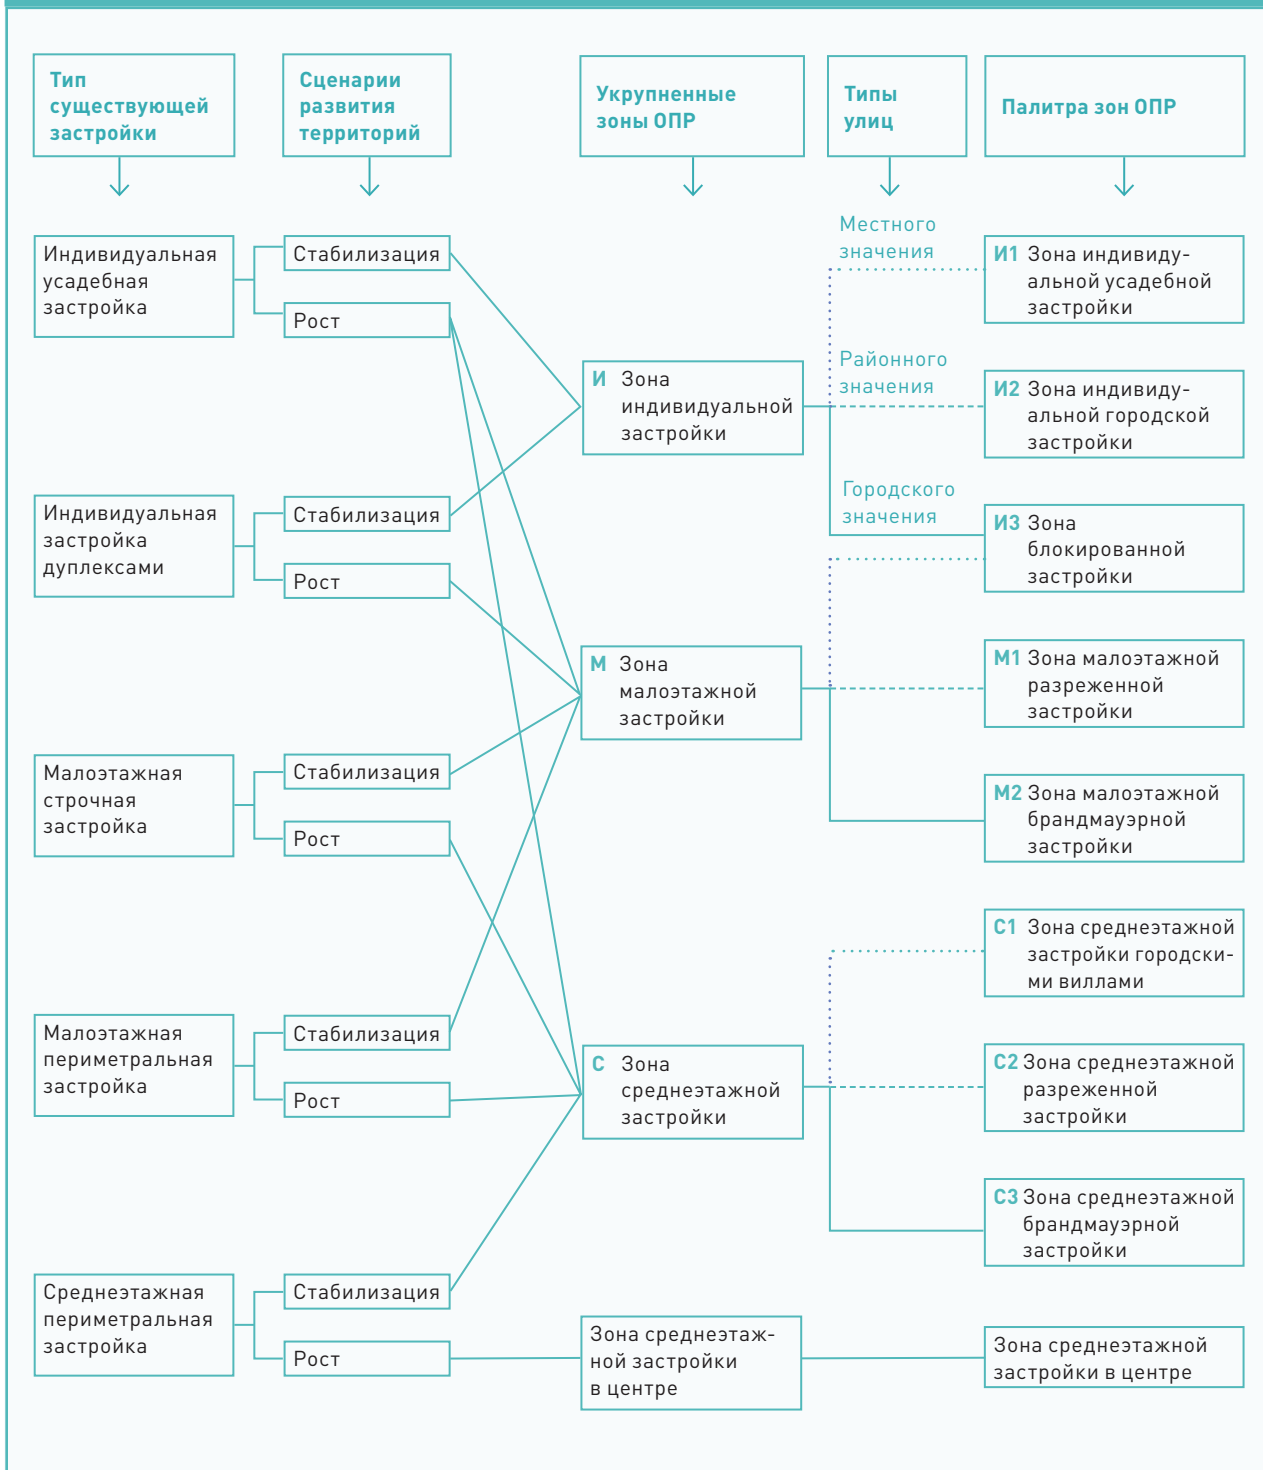 Тип
существующей
застройки
Сценарии
развития
территорий
Укрупненные
зоны ОПР
Типы
улиц
Палитра зон ОПР
Индивидуальная
усадебная
застройка
Стабилизация
Рост
Индивидуальная
застройка
дуплексами
Стабилизация
Рост
Малоэтажная
строчная
застройка
Стабилизация
Рост
Малоэтажная
периметральная
застройка
Стабилизация
Рост
Среднеэтажная
периметральная
застройка
Стабилизация
Рост
И Зона
индивидуальной
застройки
М Зона
малоэтажной
застройки
С Зона
среднеэтажной
застройки
Зона среднеэтаж-
ной застройки
в центре
Местного
значения
Районного
значения
Городского
значения
И1 Зона индивиду-
альной усадебной
застройки
И2 Зона индивиду-
альной городской
застройки
И3 Зона
блокированной
застройки
М1 Зона малоэтажной
разреженной
застройки
М2 Зона малоэтажной
брандмауэрной
застройки
С1 Зона среднеэтажной
застройки городски-
ми виллами
С2 Зона среднеэтажной
разреженной
застройки
С3 Зона среднеэтажной
брандмауэрной
застройки
Зона среднеэтажной
застройки в центре